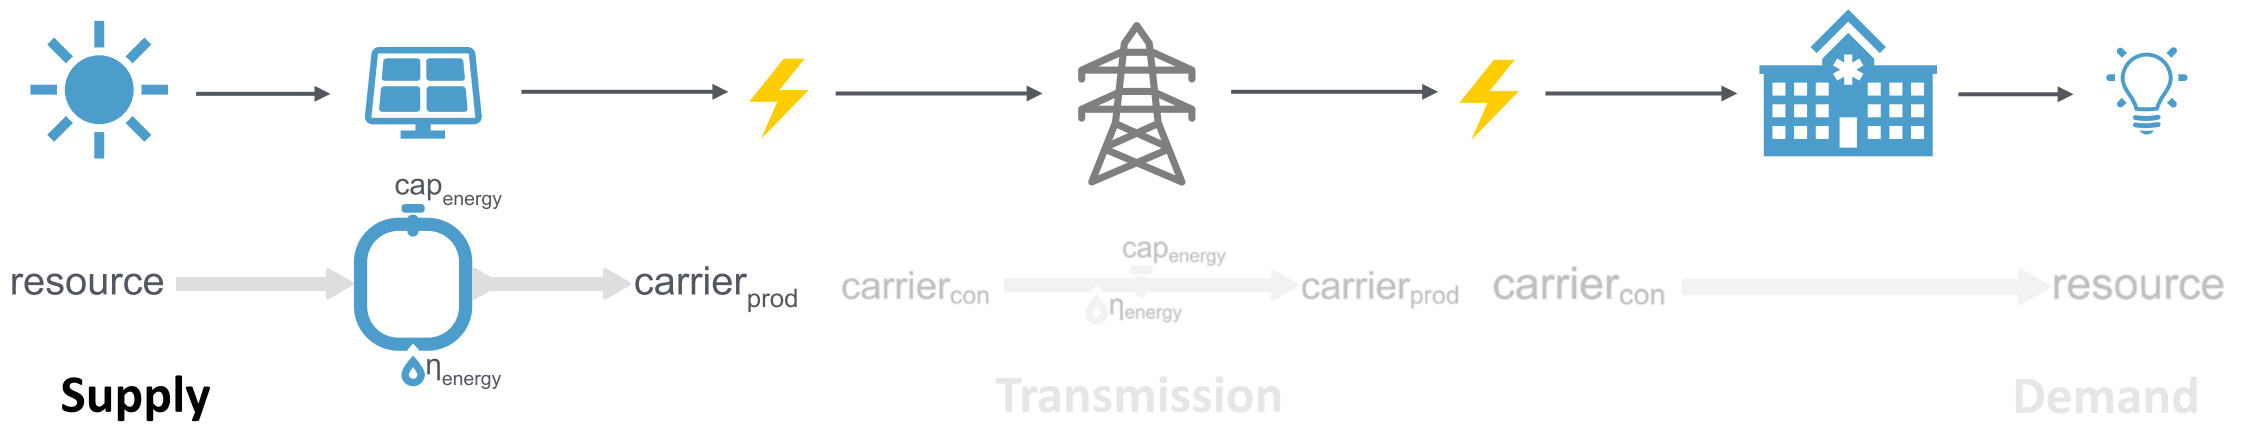 cap_energy
resource
carrier_prod
η_energy
Supply
carrier_con
cap_energy
η_energy
carrier_prod
Transmission
carrier_con
resource
Demand